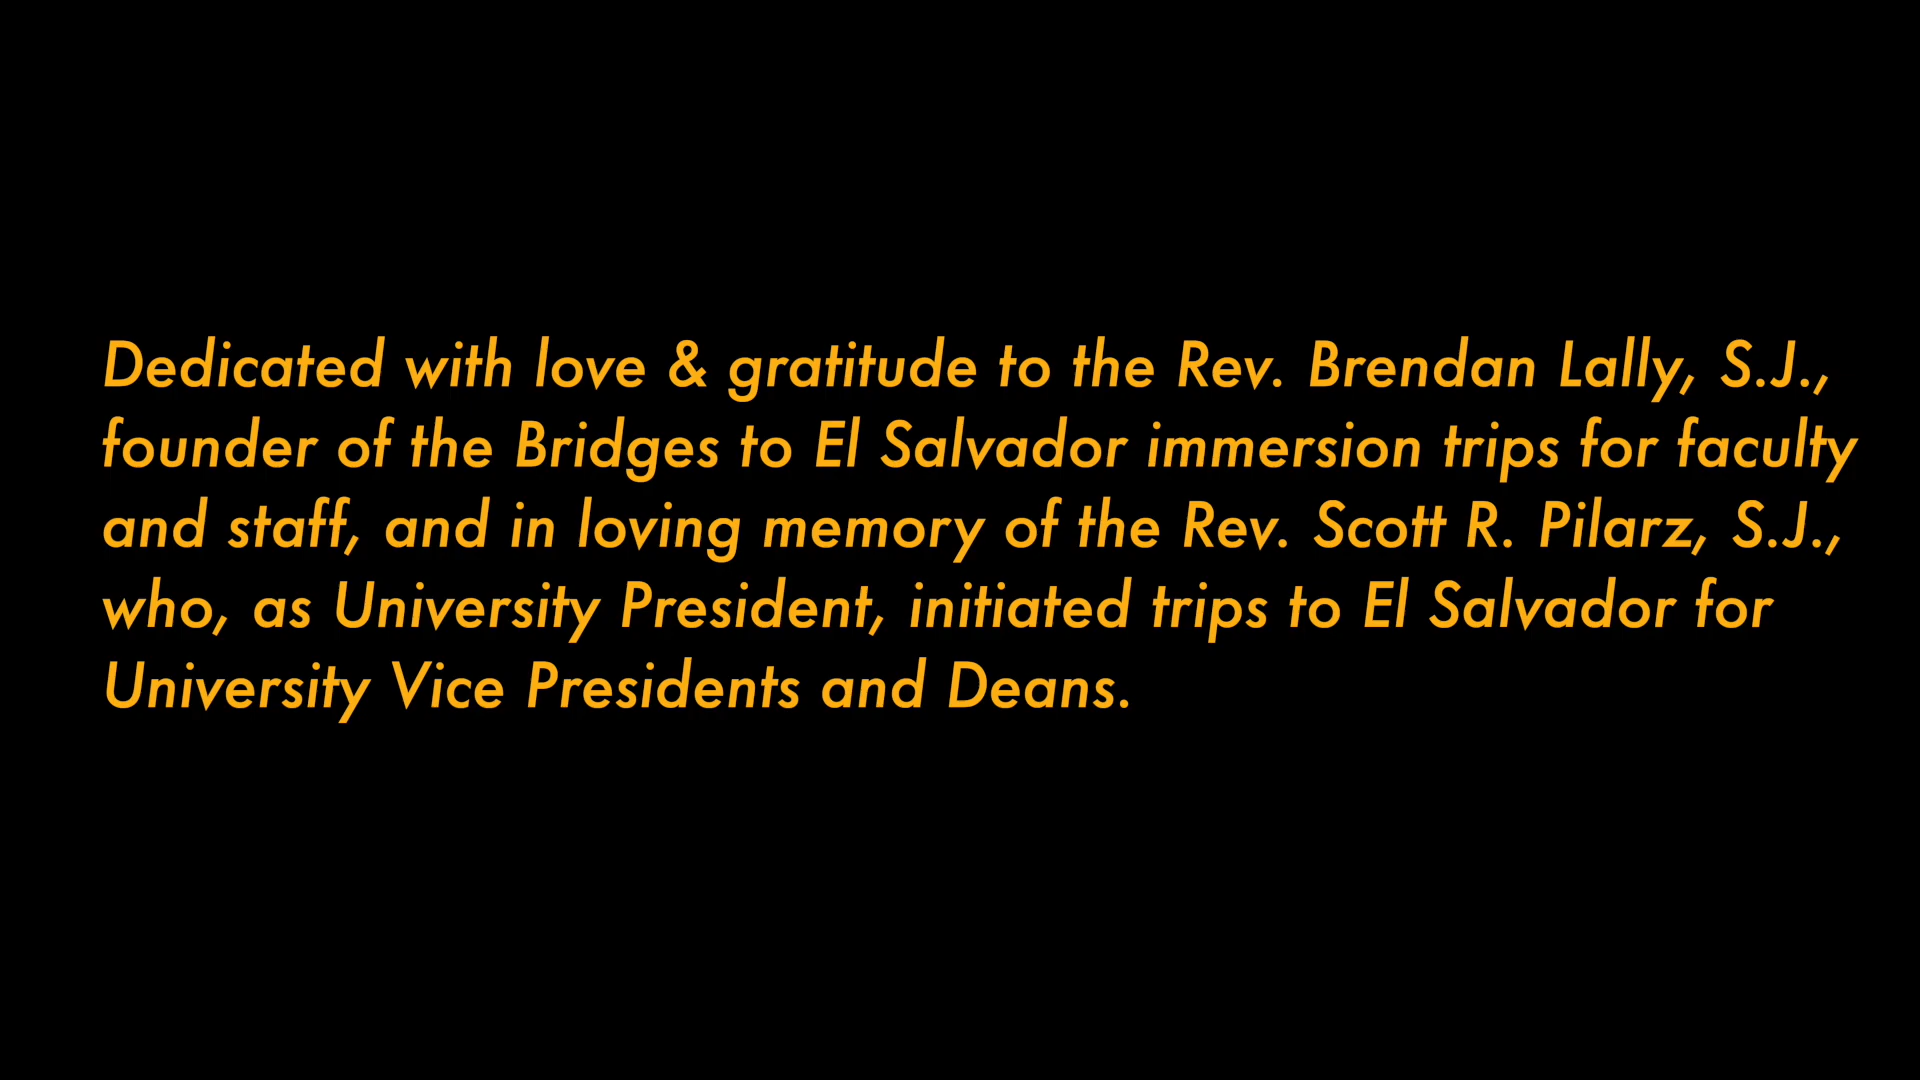 Dedicated with love & gratitude to the Rev. Brendan Lally, S.J.,
founder of the Bridges to El Salvador immersion trips for faculty
and staff, and in loving memory of the Rev. Scott R. Pilarz, S.J.,
who, as University President, initiated trips to El Salvador for
University Vice Presidents and Deans.